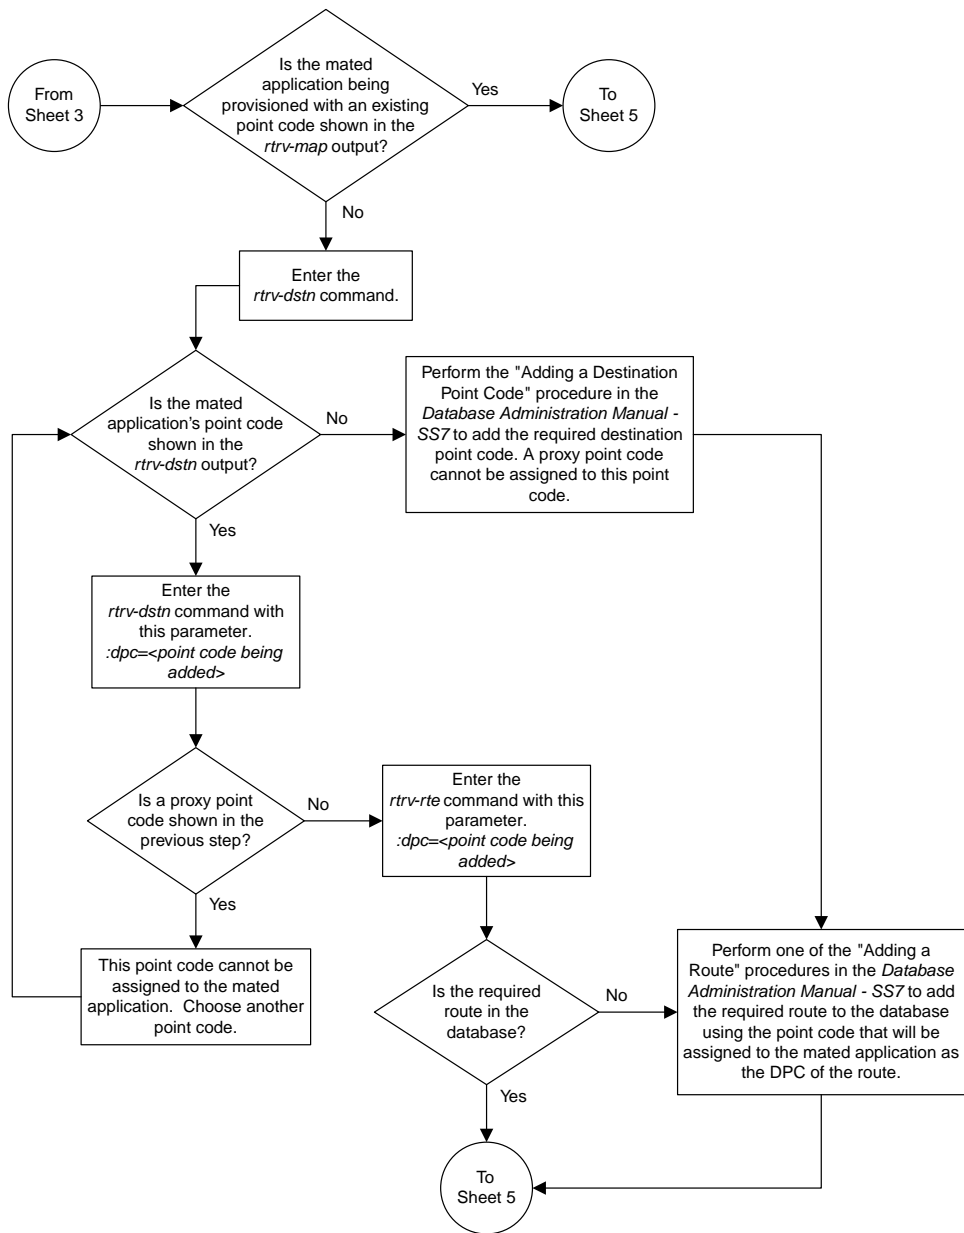 From
Sheet 3
Is the mated
application being
provisioned with an existing
point code shown in the
rtrv-map output?
Yes
To
Sheet 5
No
Enter the
rtrv-dstn command.
Is the mated
application's point code
shown in the
rtrv-dstn output?
No
Perform the "Adding a Destination
Point Code" procedure in the
Database Administration Manual -
SS7 to add the required destination
point code. A proxy point code
cannot be assigned to this point
code.
Yes
Enter the
rtrv-dstn command with
this parameter.
:dpc=<point code being
added>
Is a proxy point
code shown in the
previous step?
No
Enter the
rtrv-rte command with this
parameter.
:dpc=<point code being
added>
Yes
This point code cannot be
assigned to the mated
application.  Choose another
point code.
Is the required
route in the
database?
No
Perform one of the "Adding a
Route" procedures in the Database
Administration Manual - SS7 to add
the required route to the database
using the point code that will be
assigned to the mated application as
the DPC of the route.
Yes
To
Sheet 5